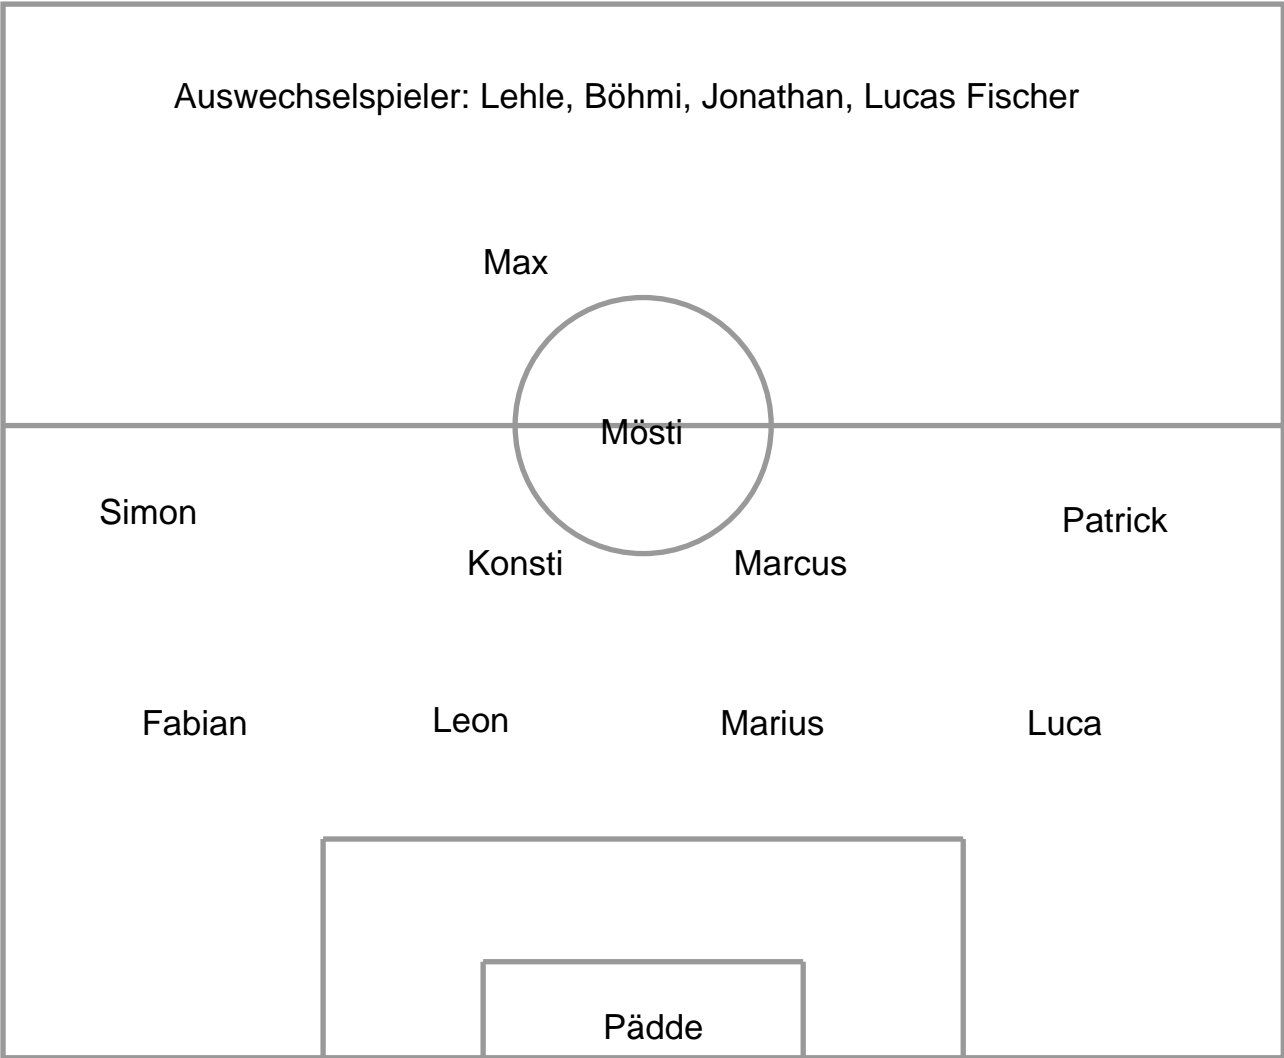 Auswechselspieler: Lehle, Böhmi, Jonathan, Lucas Fischer
Max
Mösti
Simon
Patrick
Konsti
Marcus
Fabian
Leon
Marius
Luca
Pädde